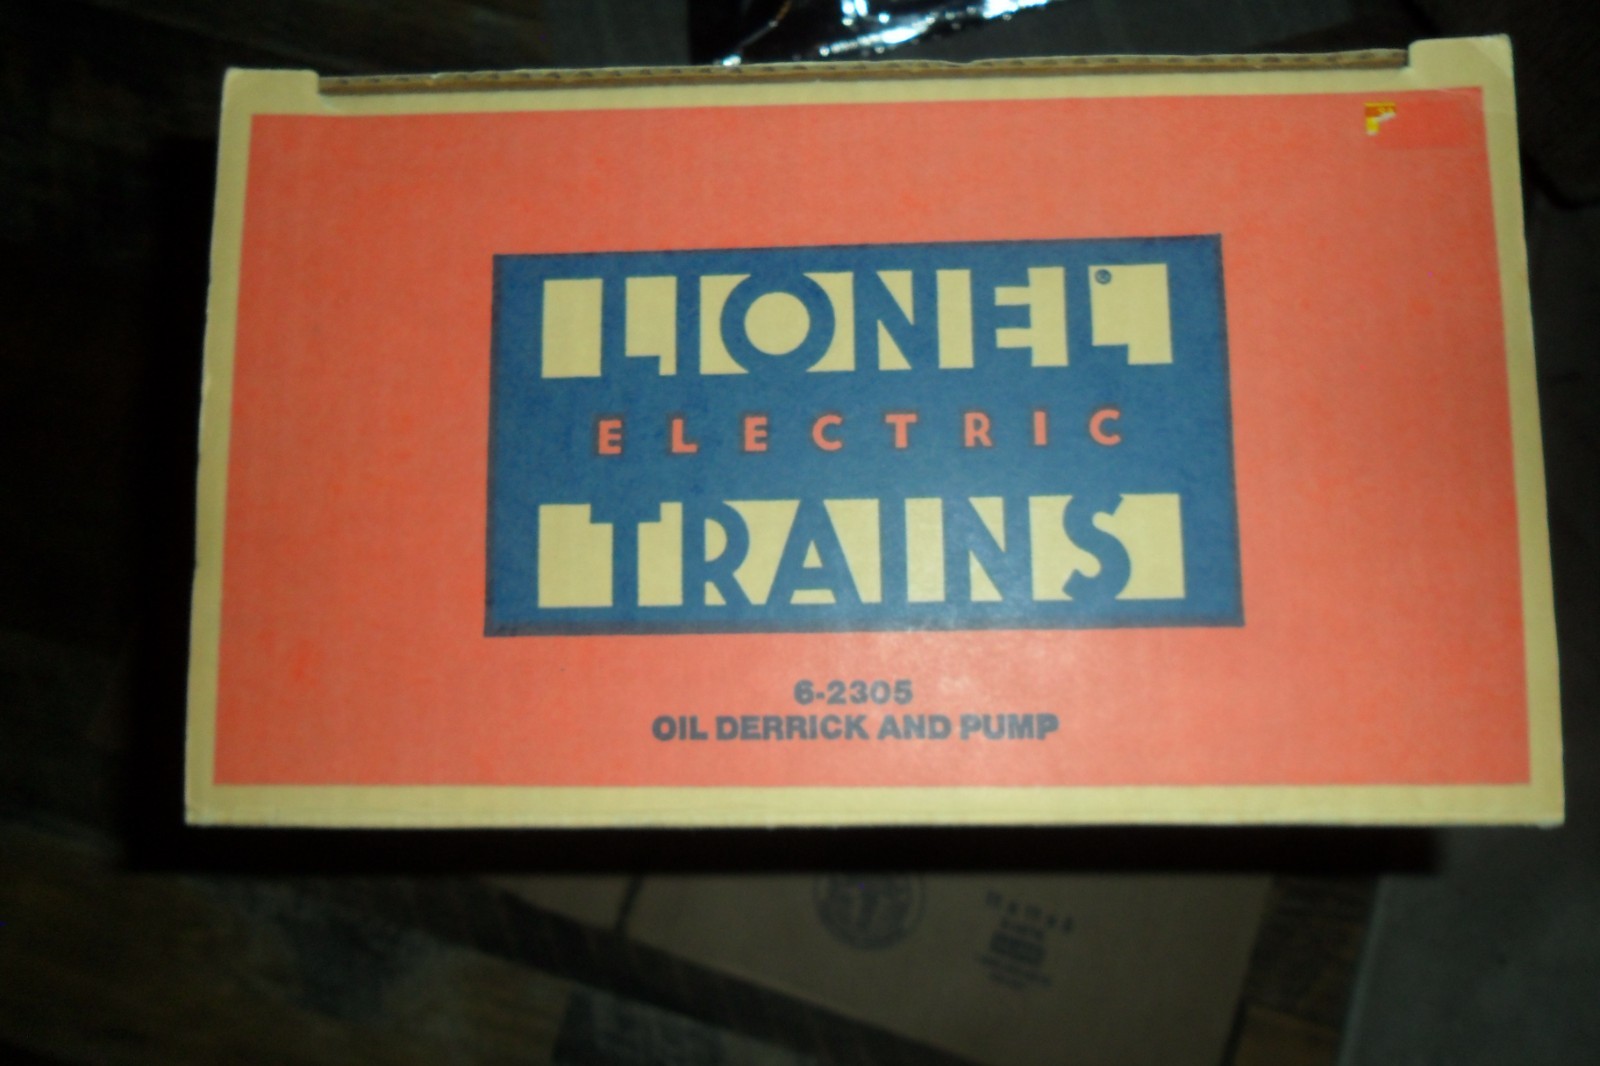 LIONEL®
ELECTRIC
TRAINS
6-2305
OIL DERRICK AND PUMP